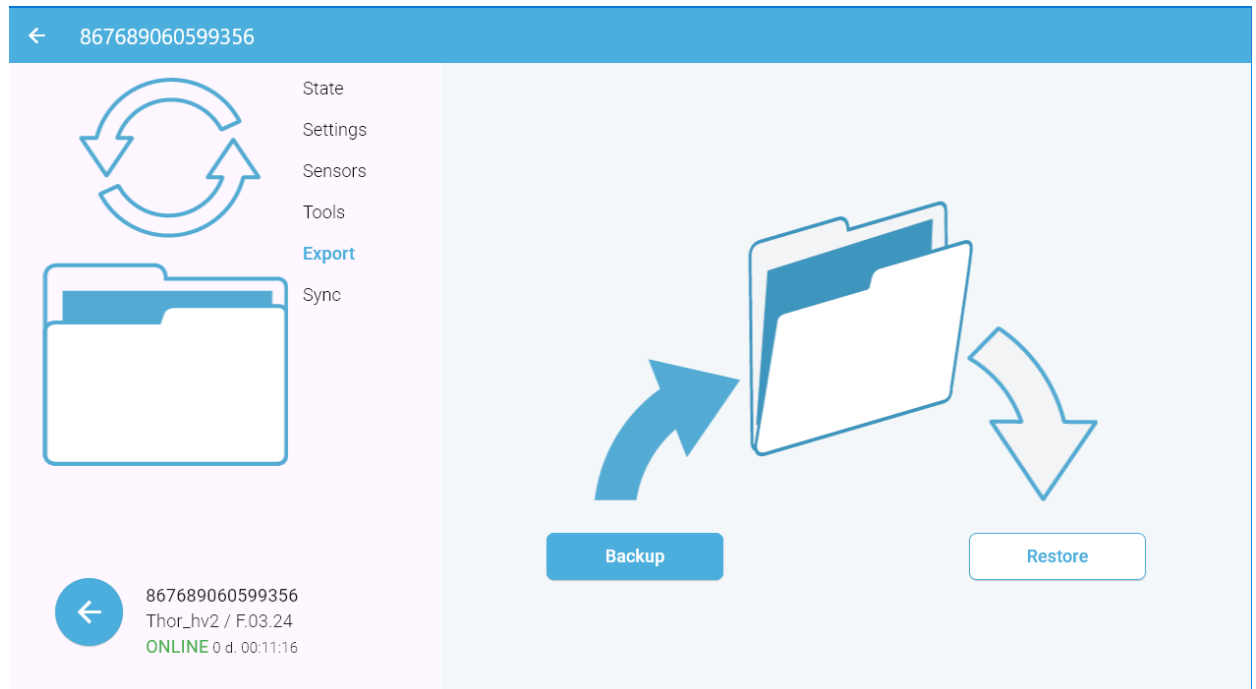 867689060599356
State
Settings
Sensors
Tools
Export
Sync
Backup
Restore
867689060599356
Thor_hv2 / F.03.24
ONLINE 0 d. 00:11:16